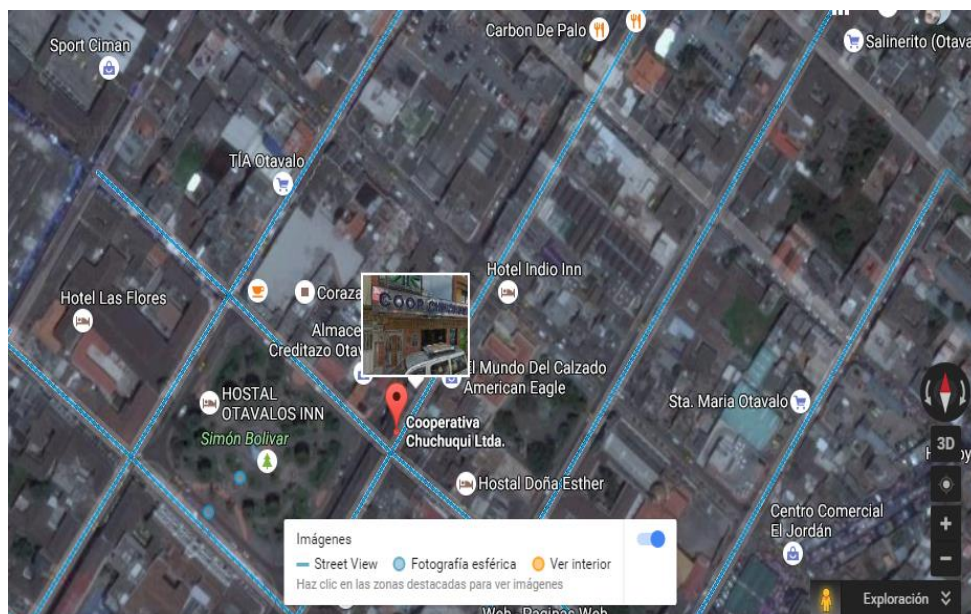 Carbon De Palo
Sport Ciman
Salinerito (Otava
TÍA Otavalo
Hotel Indio Inn
Hotel Las Flores
Coraza
COOP. CHUCHUQUI
Almace
Creditazo Otav
El Mundo Del Calzado
American Eagle
HOSTAL
OTAVALOS INN
Sta. Maria Otavalo
Cooperativa
Chuchuqui Ltda.
Simón Bolivar
3D
Hostal Doña Esther
Centro Comercial
El Jordán
Imágenes
Street View
Fotografía esférica
Ver interior
Haz clic en las zonas destacadas para ver imágenes
Exploración